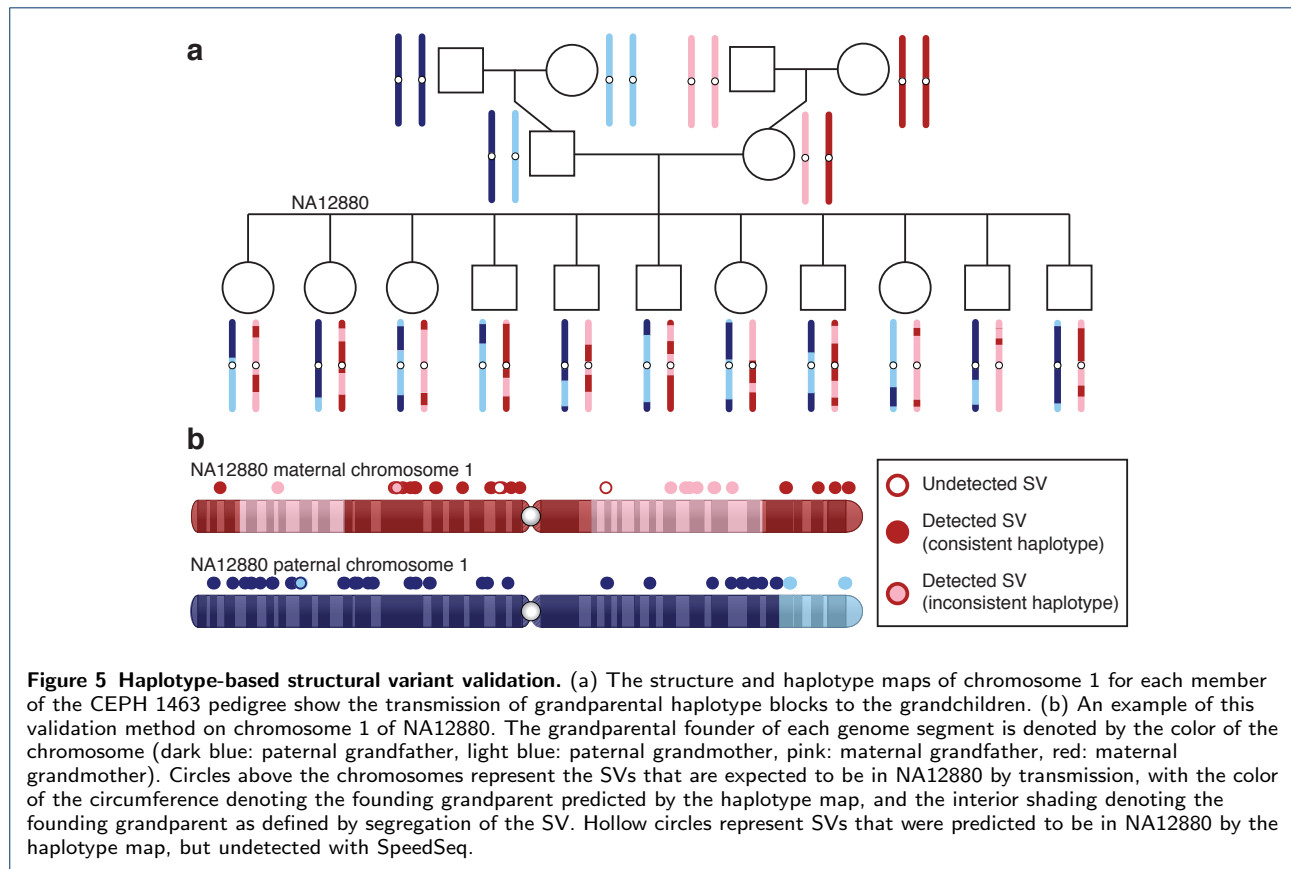 a
NA12880
b
NA12880 maternal chromosome 1
NA12880 paternal chromosome 1
Undetected SV
Detected SV
(consistent haplotype)
Detected SV
(inconsistent haplotype)
Figure 5 Haplotype-based structural variant validation. (a) The structure and haplotype maps of chromosome 1 for each member
of the CEPH 1463 pedigree show the transmission of grandparental haplotype blocks to the grandchildren. (b) An example of this
validation method on chromosome 1 of NA12880. The grandparental founder of each genome segment is denoted by the color of the
chromosome (dark blue: paternal grandfather, light blue: paternal grandmother, pink: maternal grandfather, red: maternal
grandmother). Circles above the chromosomes represent the SVs that are expected to be in NA12880 by transmission, with the color
of the circumference denoting the founding grandparent predicted by the haplotype map, and the interior shading denoting the
founding grandparent as defined by segregation of the SV. Hollow circles represent SVs that were predicted to be in NA12880 by the
haplotype map, but undetected with SpeedSeq.